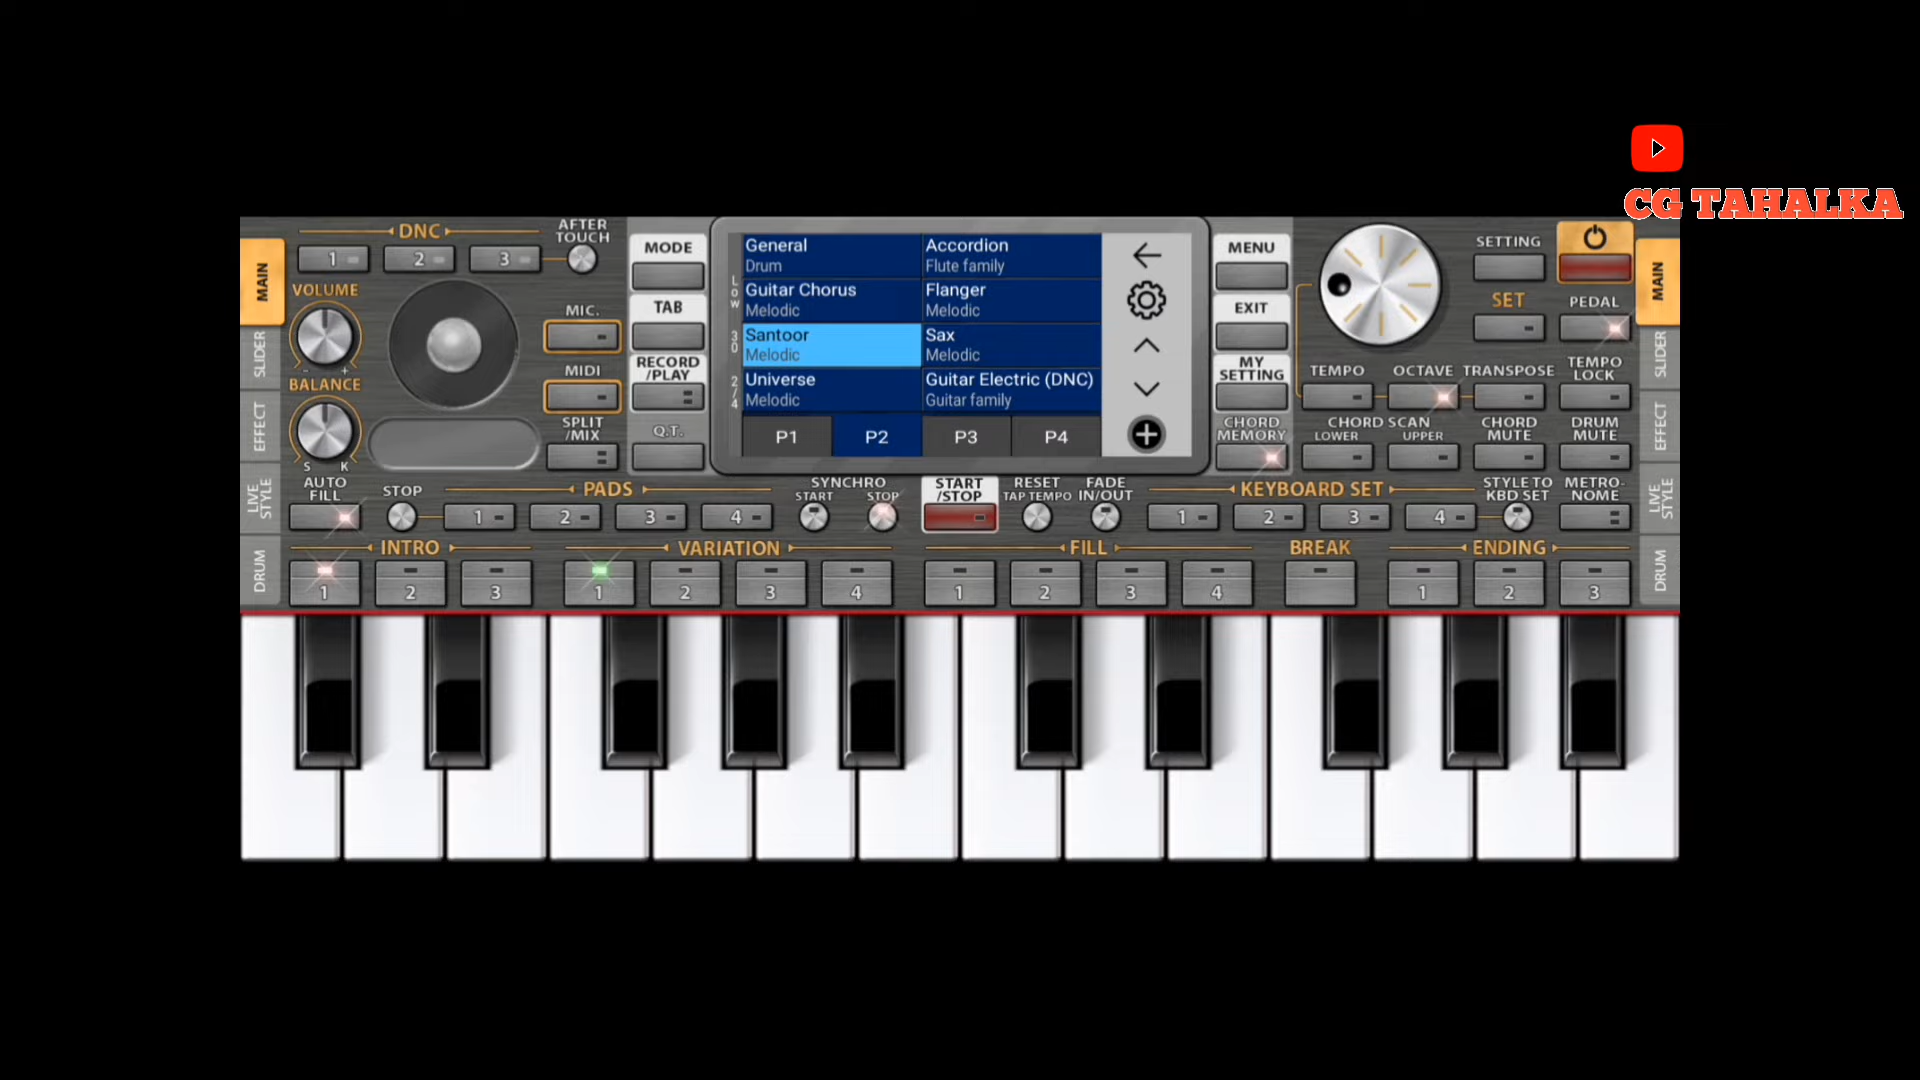 CG TAHALKA
DNC
AFTER TOUCH
1 2 3
VOLUME
- +
BALANCE
S K
MIC.
MIDI
SPLIT /MIX
MODE
TAB
RECORD /PLAY
Q.T.
LOW
30
2/4
General
Drum
Accordion
Flute family
Guitar Chorus
Melodic
Flanger
Melodic
Santoor
Melodic
Sax
Melodic
Universe
Melodic
Guitar Electric (DNC)
Guitar family
P1 P2 P3 P4
MENU
EXIT
MY SETTING
CHORD MEMORY
SETTING
SET
PEDAL
TEMPO OCTAVE TRANSPOSE TEMPO LOCK
CHORD SCAN
LOWER UPPER
CHORD MUTE
DRUM MUTE
MAIN
SLIDER
EFFECT
LIVE STYLE
DRUM
MAIN
SLIDER
EFFECT
LIVE STYLE
DRUM
AUTO FILL
STOP
PADS
1 2 3 4
SYNCHRO
START STOP
START /STOP
RESET
TAP TEMPO
FADE IN/OUT
KEYBOARD SET
1 2 3 4
STYLE TO KBD SET
METRO-NOME
INTRO
1 2 3
VARIATION
1 2 3 4
FILL
1 2 3 4
BREAK
ENDING
1 2 3